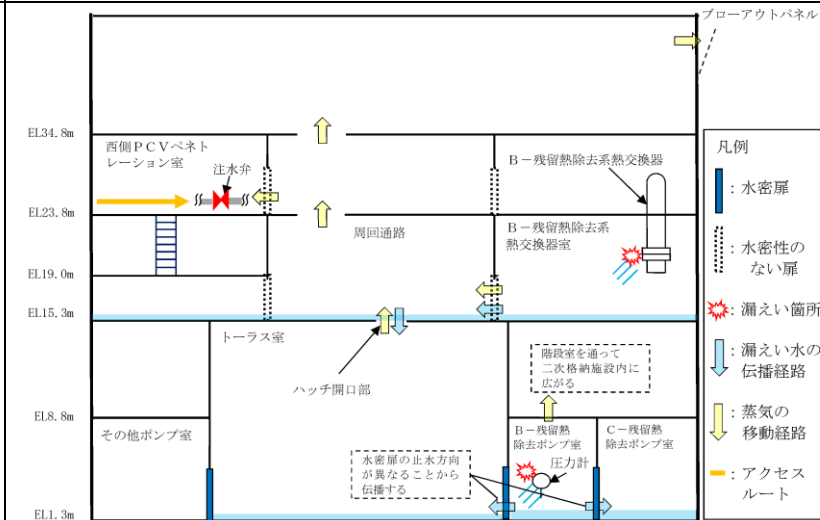 ブローアウトパネル
EL34.8m
西側PCVペネト
レーション室
注水弁
B-残留熱除去系熱交換器
EL23.8m
周回通路
B-残留熱除去系
熱交換器室
EL19.0m
EL15.3m
トーラス室
ハッチ開口部
階段室を通って
二次格納施設内に
広がる
EL8.8m
その他ポンプ室
B-残留熱
除去ポンプ室
C-残留熱
除去ポンプ室
水密扉の止水方向
が異なることから
伝播する
圧力計
EL1.3m
凡例
:水密扉
:水密性の
ない扉
:漏えい箇所
:漏えい水の
伝播経路
:蒸気の
移動経路
:アクセス
ルート